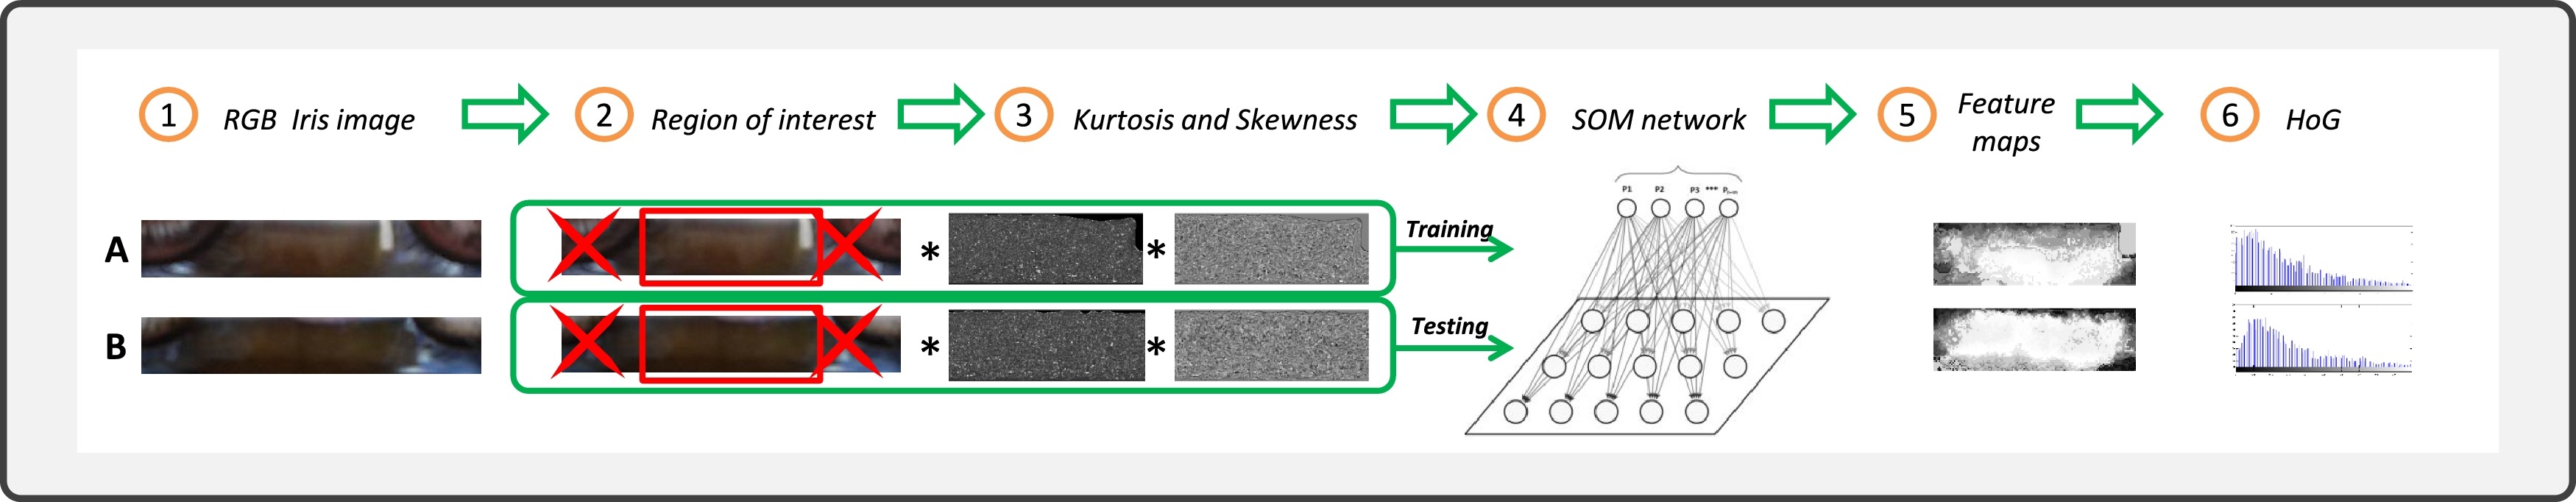 1 RGB Iris image
2 Region of interest
3 Kurtosis and Skewness
4 SOM network
5 Feature maps
6 HoG
P1 P2 P3 ***
A * * Training
B * * Testing